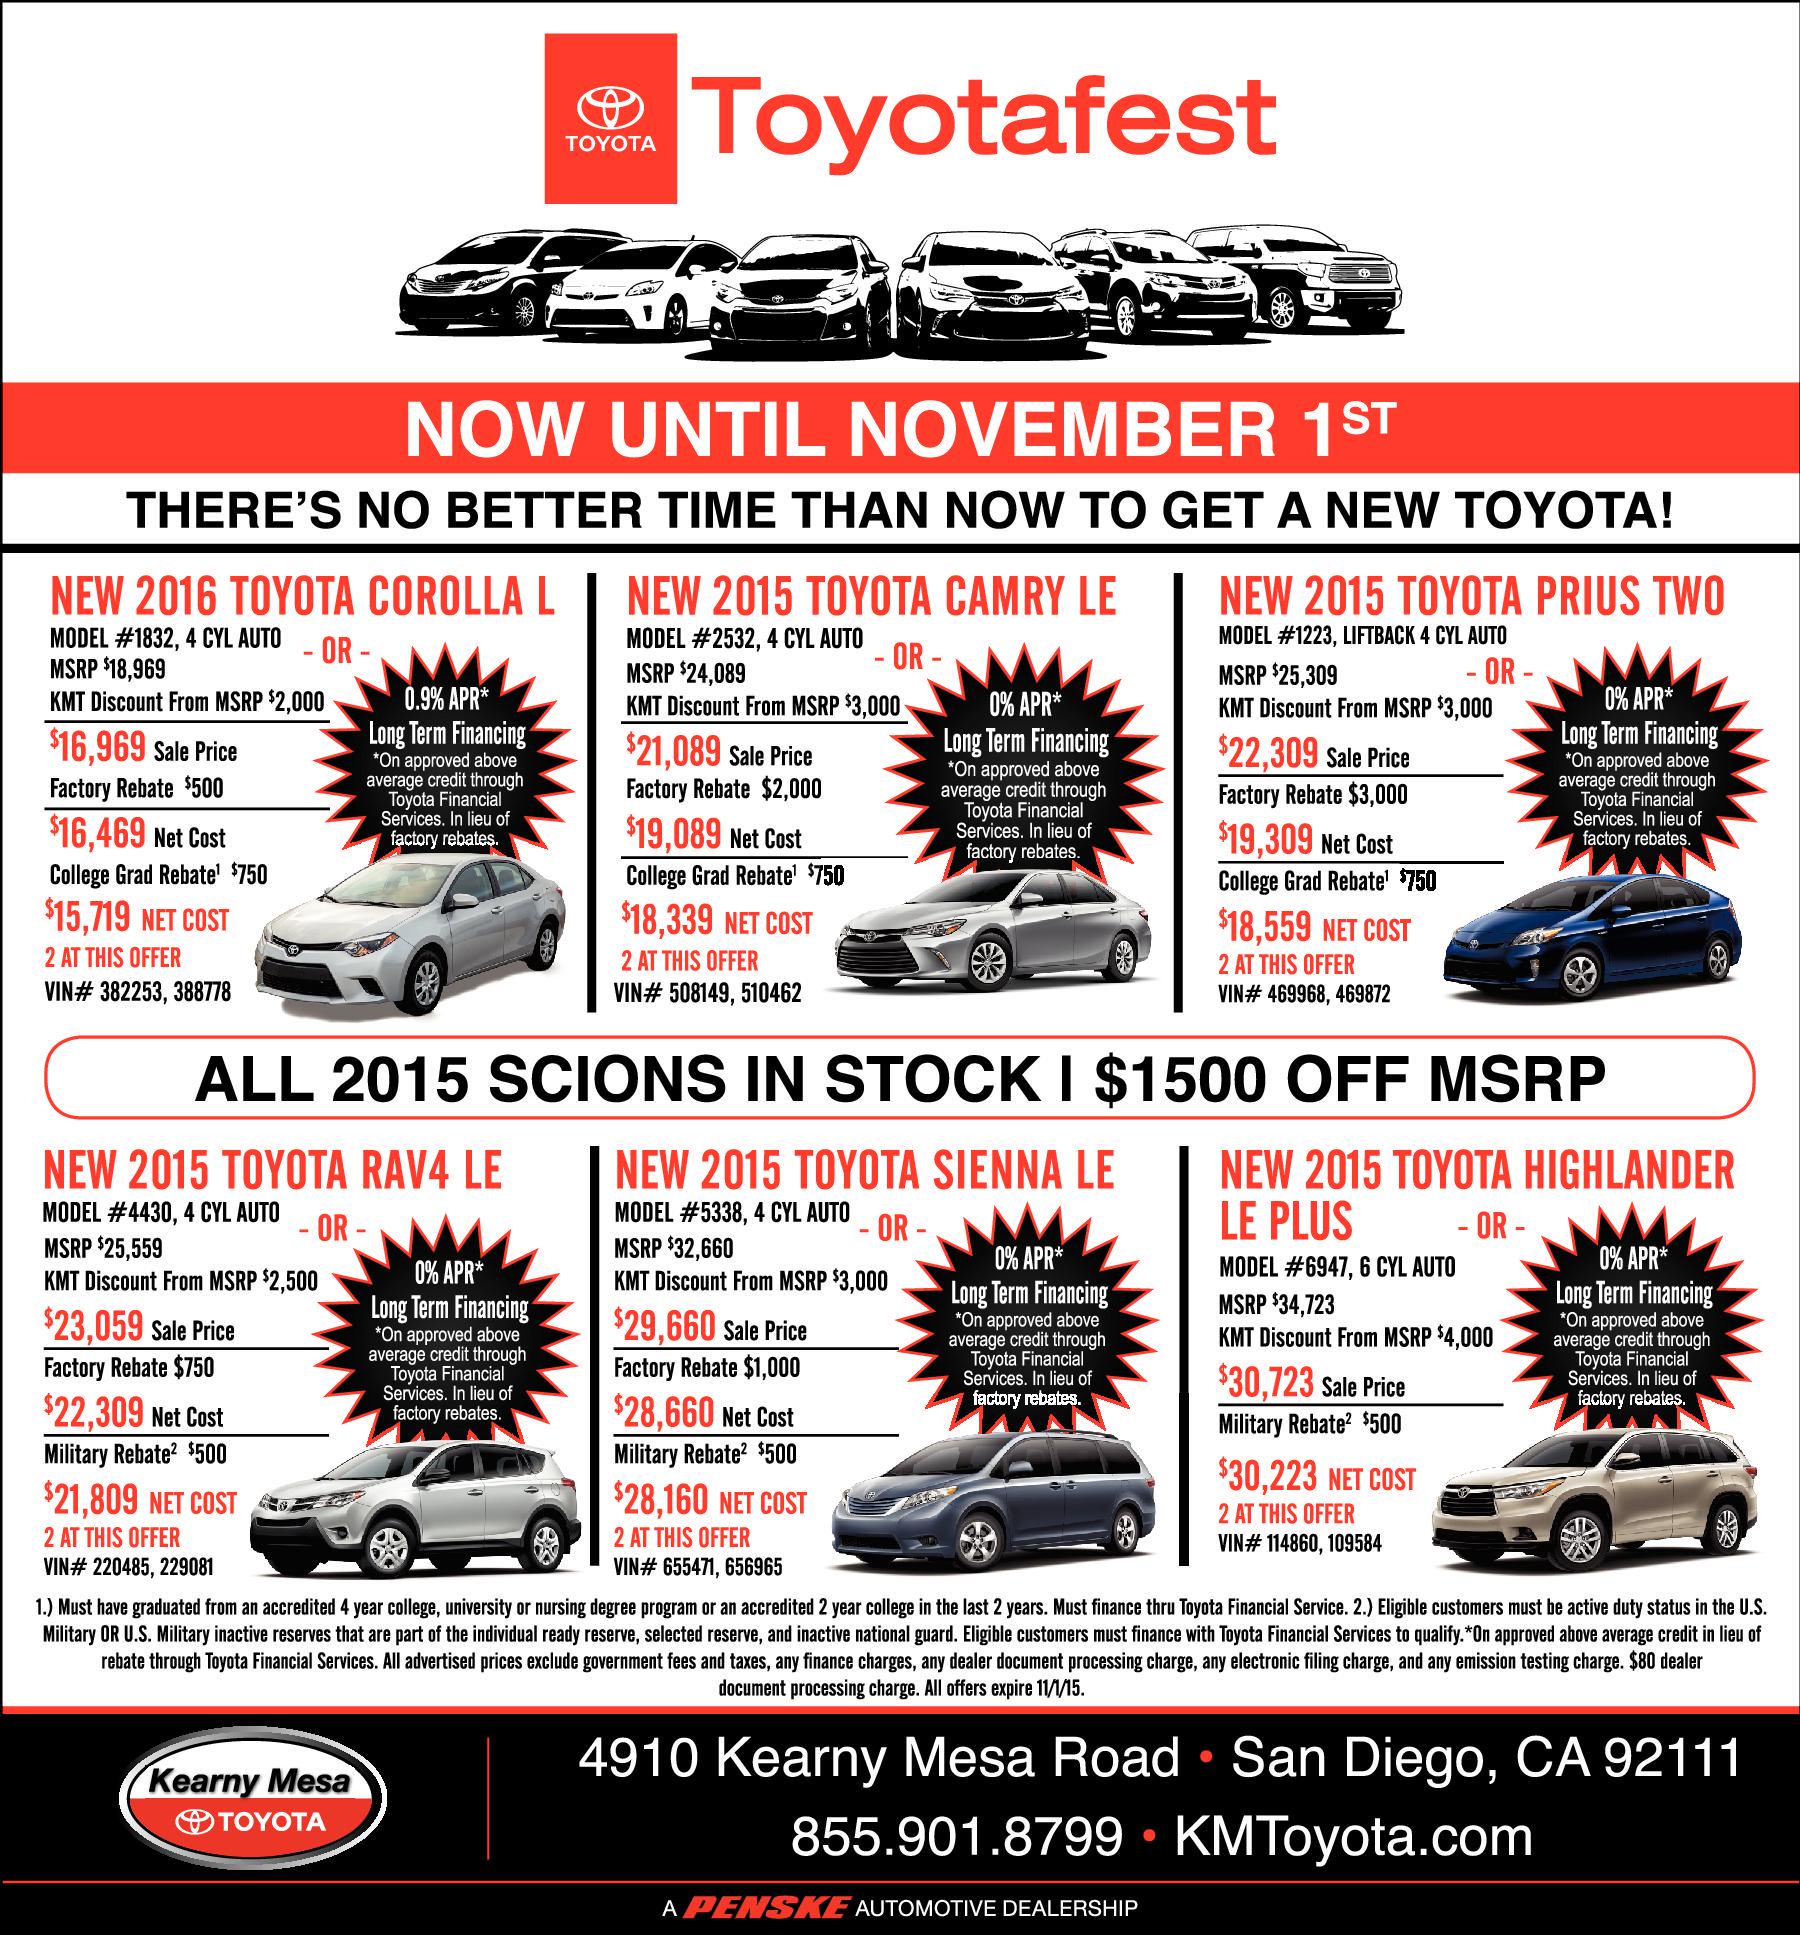 TOYOTA
Toyotafest
NOW UNTIL NOVEMBER 1ST
THERE'S NO BETTER TIME THAN NOW TO GET A NEW TOYOTA!
NEW 2016 TOYOTA COROLLA L
MODEL #1832, 4 CYL AUTO
- OR -
MSRP $18,969
KMT Discount From MSRP $2,000
$16,969 Sale Price
Factory Rebate $500
$16,469 Net Cost
College Grad Rebate¹ $750
$15,719 NET COST
2 AT THIS OFFER
VIN# 382253, 388778
0.9% APR*
Long Term Financing
*On approved above
average credit through
Toyota Financial
Services. In lieu of
factory rebates.
NEW 2015 TOYOTA CAMRY LE
MODEL #2532, 4 CYL AUTO
- OR -
MSRP $24,089
KMT Discount From MSRP $3,000
$21,089 Sale Price
Factory Rebate $2,000
$19,089 Net Cost
College Grad Rebate¹ $750
$18,339 NET COST
2 AT THIS OFFER
VIN# 508149, 510462
0% APR*
Long Term Financing
*On approved above
average credit through
Toyota Financial
Services. In lieu of
factory rebates.
NEW 2015 TOYOTA PRIUS TWO
MODEL #1223, LIFTBACK 4 CYL AUTO
- OR -
MSRP $25,309
KMT Discount From MSRP $3,000
$22,309 Sale Price
Factory Rebate $3,000
$19,309 Net Cost
College Grad Rebate¹ $750
$18,559 NET COST
2 AT THIS OFFER
VIN# 469968, 469872
0% APR*
Long Term Financing
*On approved above
average credit through
Toyota Financial
Services. In lieu of
factory rebates.
ALL 2015 SCIONS IN STOCK | $1500 OFF MSRP
NEW 2015 TOYOTA RAV4 LE
MODEL #4430, 4 CYL AUTO
- OR -
MSRP $25,559
KMT Discount From MSRP $2,500
$23,059 Sale Price
Factory Rebate $750
$22,309 Net Cost
Military Rebate² $500
$21,809 NET COST
2 AT THIS OFFER
VIN# 220485, 229081
0% APR*
Long Term Financing
*On approved above
average credit through
Toyota Financial
Services. In lieu of
factory rebates.
NEW 2015 TOYOTA SIENNA LE
MODEL #5338, 4 CYL AUTO
- OR -
MSRP $32,660
KMT Discount From MSRP $3,000
$29,660 Sale Price
Factory Rebate $1,000
$28,660 Net Cost
Military Rebate² $500
$28,160 NET COST
2 AT THIS OFFER
VIN# 655471, 656965
0% APR*
Long Term Financing
*On approved above
average credit through
Toyota Financial
Services. In lieu of
factory rebates.
NEW 2015 TOYOTA HIGHLANDER
LE PLUS
- OR -
MODEL #6947, 6 CYL AUTO
MSRP $34,723
KMT Discount From MSRP $4,000
$30,723 Sale Price
Military Rebate² $500
$30,223 NET COST
2 AT THIS OFFER
VIN# 114860, 109584
0% APR*
Long Term Financing
*On approved above
average credit through
Toyota Financial
Services. In lieu of
factory rebates.
1.) Must have graduated from an accredited 4 year college, university or nursing degree program or an accredited 2 year college in the last 2 years. Must finance thru Toyota Financial Service. 2.) Eligible customers must be active duty status in the U.S.
Military OR U.S. Military inactive reserves that are part of the individual ready reserve, selected reserve, and inactive national guard. Eligible customers must finance with Toyota Financial Services to qualify.*On approved above average credit in lieu of
rebate through Toyota Financial Services. All advertised prices exclude government fees and taxes, any finance charges, any dealer document processing charge, any electronic filing charge, and any emission testing charge. $80 dealer
document processing charge. All offers expire 11/1/15.
Kearny Mesa
TOYOTA
4910 Kearny Mesa Road • San Diego, CA 92111
855.901.8799 • KMToyota.com
A PENSKE AUTOMOTIVE DEALERSHIP